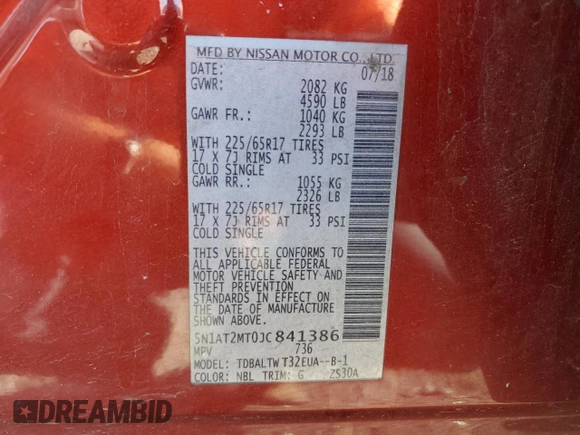 MFD BY NISSAN MOTOR CO.,LTD.
DATE: 07/18
GVWR: 2082 KG
4590 LB
GAWR FR.: 1040 KG
2293 LB
WITH 225/65R17 TIRES
17 X 7J RIMS AT 33 PSI
COLD SINGLE
GAWR RR.: 1055 KG
2326 LB
WITH 225/65R17 TIRES
17 X 7J RIMS AT 33 PSI
COLD SINGLE
THIS VEHICLE CONFORMS TO
ALL APPLICABLE FEDERAL
MOTOR VEHICLE SAFETY AND
THEFT PREVENTION
STANDARDS IN EFFECT ON
THE DATE OF MANUFACTURE
SHOWN ABOVE.
5N1AT2MT0JC841386
MPV 736
MODEL: TDBALTW T32EUA--B-1
COLOR: NBL TRIM: G ZS30A
DREAMBID